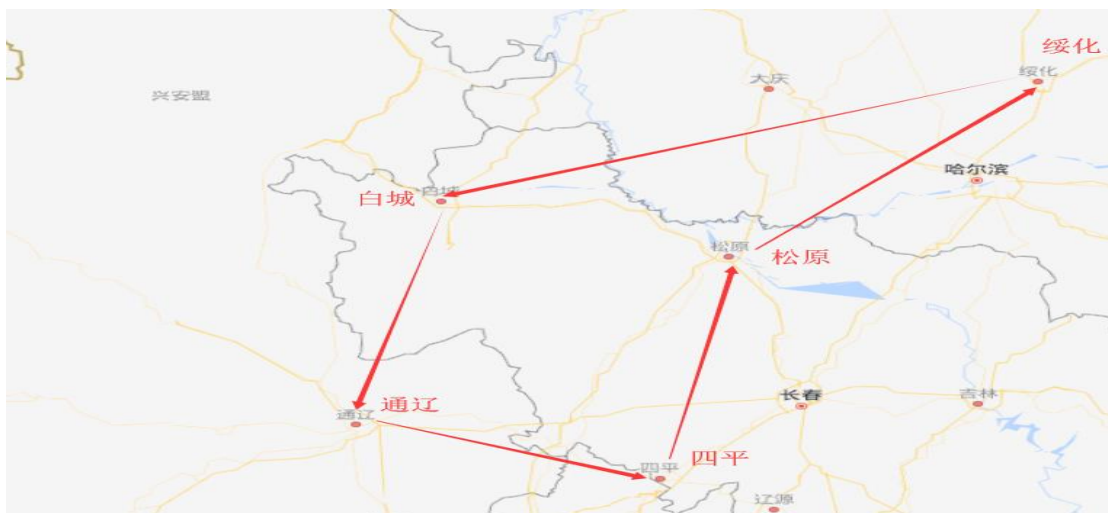 绥化
绥化
大庆
兴安盟
哈尔滨
白城
白城
松原
松原
通辽
通辽
长春
吉林
四平
四平
辽源